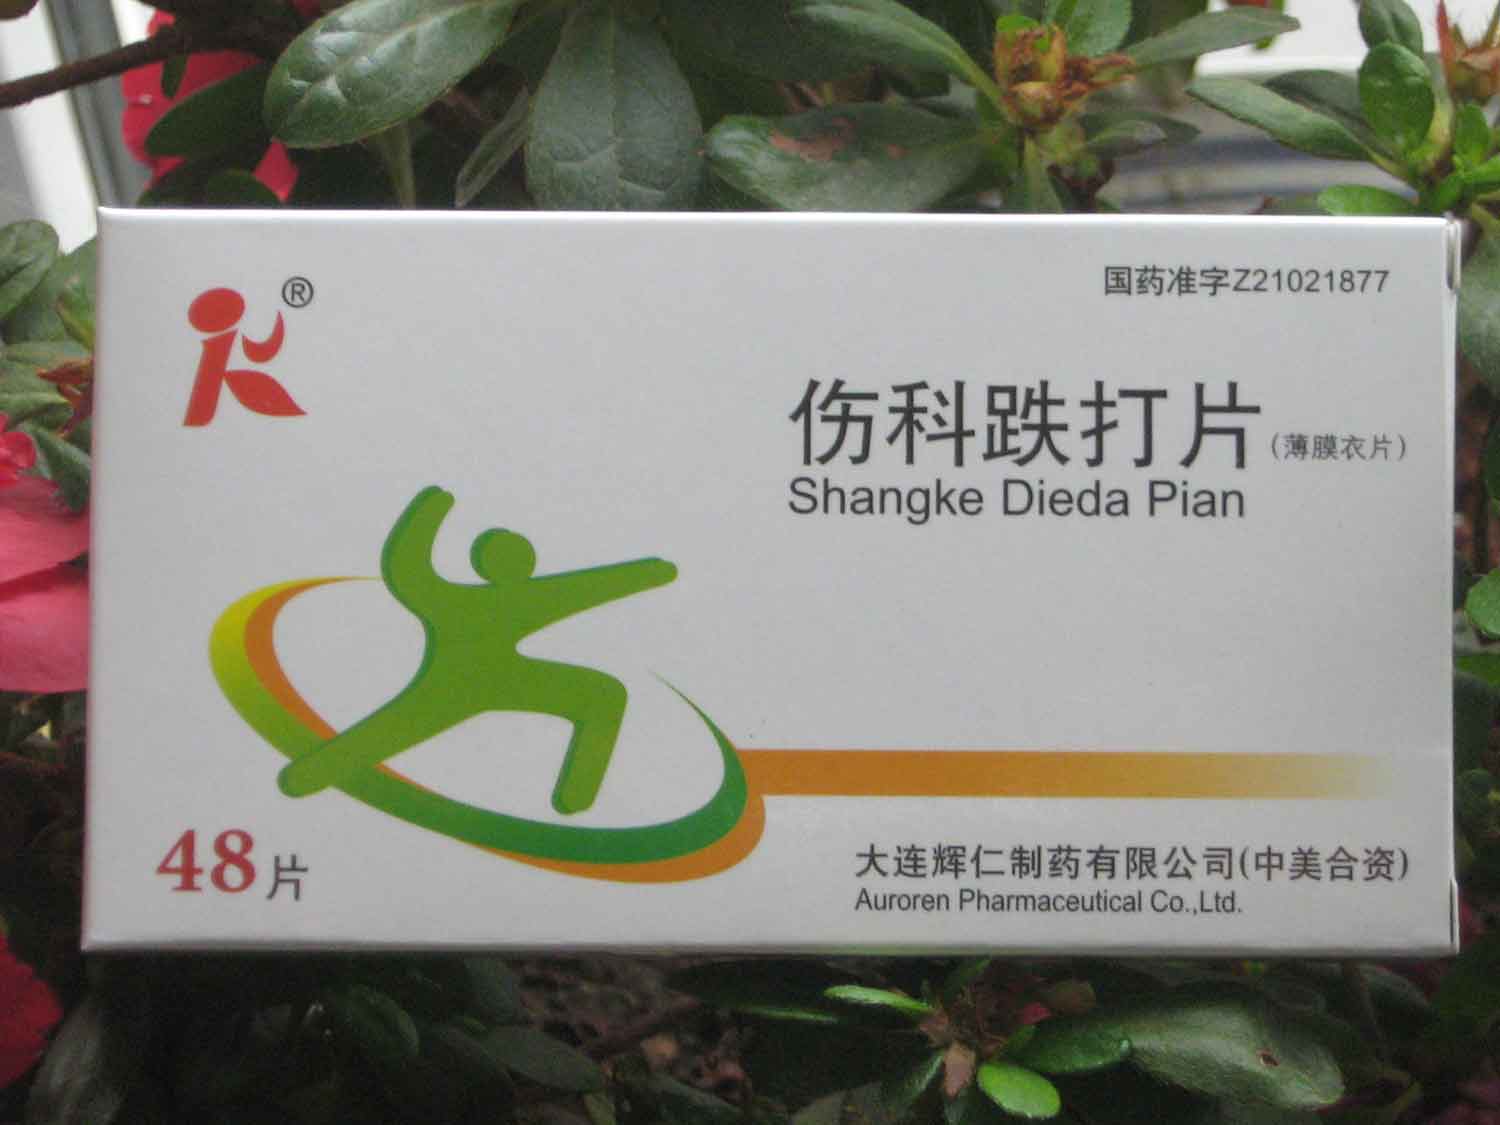 ®
国药准字Z21021877
伤科跌打片(薄膜衣片)
Shangke Dieda Pian
48片
大连辉仁制药有限公司(中美合资)
Auroren Pharmaceutical Co.,Ltd.